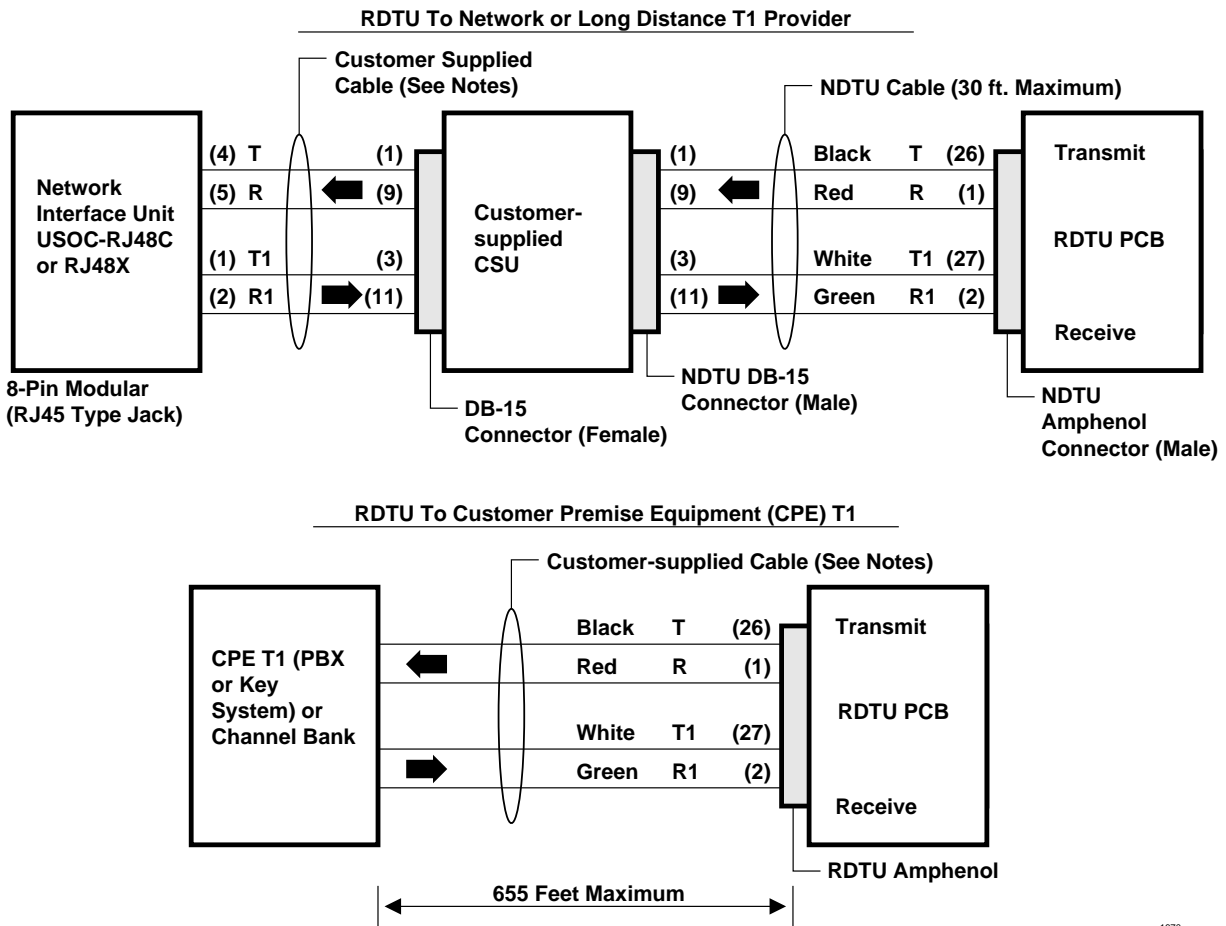 RDTU To Network or Long Distance T1 Provider
Customer Supplied
Cable (See Notes)
NDTU Cable (30 ft. Maximum)
Network
Interface Unit
USOC-RJ48C
or RJ48X
(4) T (1)
(5) R (9)
(1) T1 (3)
(2) R1 (11)
Customer-
supplied
CSU
(1) Black T (26)
(9) Red R (1)
(3) White T1 (27)
(11) Green R1 (2)
Transmit
RDTU PCB
Receive
8-Pin Modular
(RJ45 Type Jack)
DB-15
Connector (Female)
NDTU DB-15
Connector (Male)
NDTU
Amphenol
Connector (Male)
RDTU To Customer Premise Equipment (CPE) T1
Customer-supplied Cable (See Notes)
CPE T1 (PBX
or Key
System) or
Channel Bank
Black T (26)
Red R (1)
White T1 (27)
Green R1 (2)
Transmit
RDTU PCB
Receive
RDTU Amphenol
655 Feet Maximum